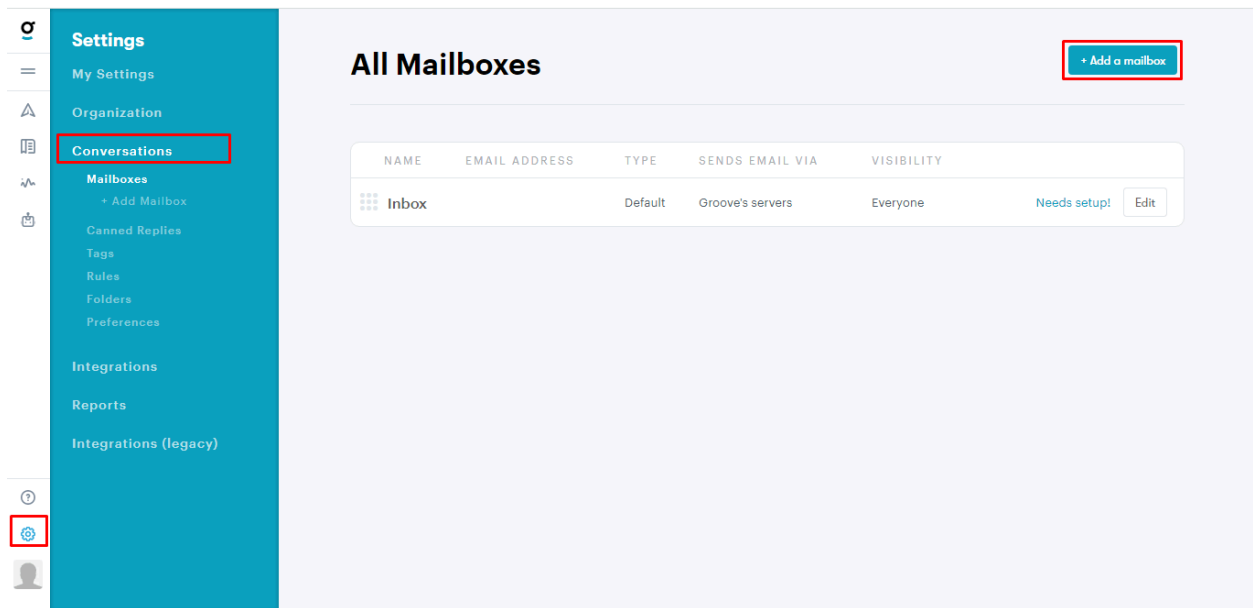 g
Settings
My Settings
Organization
Conversations
Mailboxes
+ Add Mailbox
Canned Replies
Tags
Rules
Folders
Preferences
Integrations
Reports
Integrations (legacy)
?
All Mailboxes
+ Add a mailbox
NAME EMAIL ADDRESS TYPE SENDS EMAIL VIA VISIBILITY
Inbox Default Groove's servers Everyone Needs setup! Edit